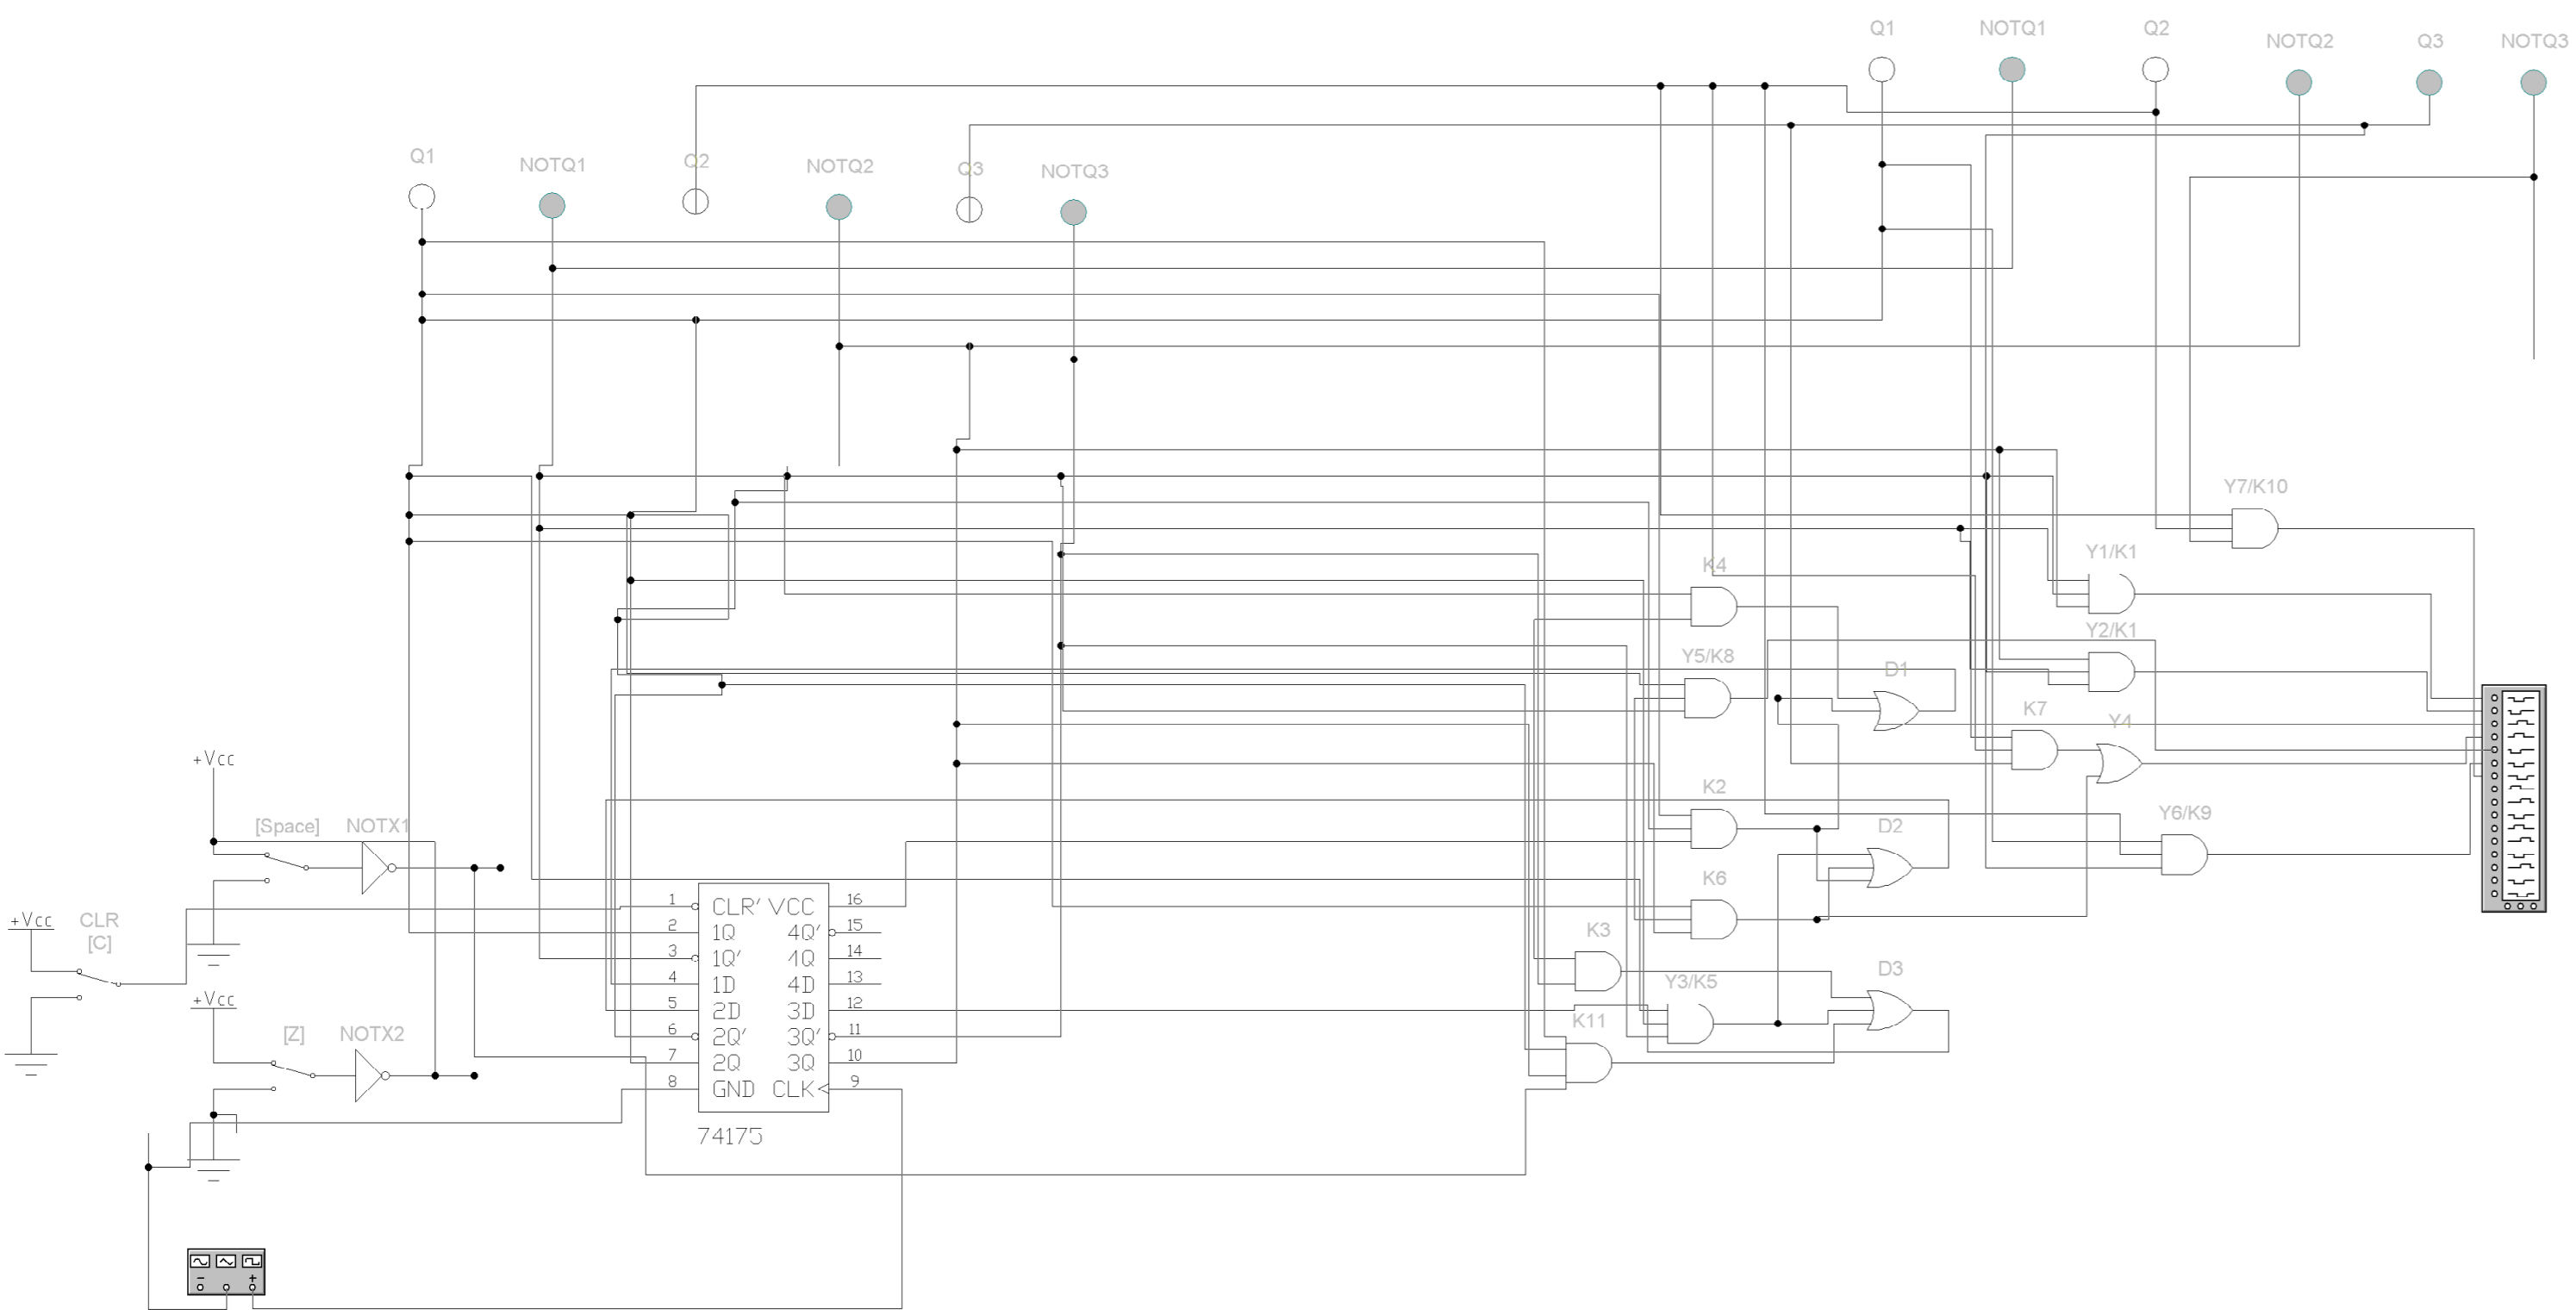 Q1
NOTQ1
Q2
NOTQ2
Q3
NOTQ3
Q1
NOTQ1
Q2
NOTQ2
Q3
NOTQ3
Y7/K10
Y1/K1
K4
Y2/K1
Y5/K8
D1
K7
Y4
+Vcc
K2
Y6/K9
[Space]
NOTX1
D2
K6
CLR
[C]
+Vcc
K3
D3
Y3/K5
+Vcc
K11
[Z]
NOTX2
1 CLR' VCC 16
2 1Q 4Q' 15
3 1Q' 4Q 14
4 1D 4D 13
5 2D 3D 12
6 2Q' 3Q' 11
7 2Q 3Q 10
8 GND CLK 9
74175
− +